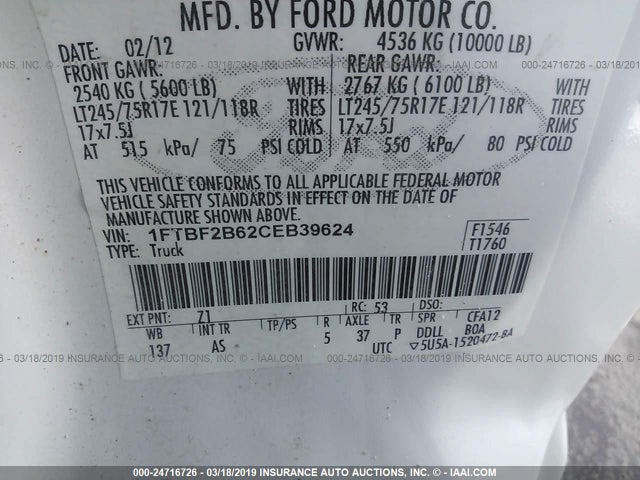 MFD. BY FORD MOTOR CO.
DATE: 02/12 GVWR: 4536 KG (10000 LB)
FRONT GAWR: REAR GAWR:
2540 KG ( 5600 LB) WITH 2767 KG ( 6100 LB) WITH
LT245/75R17E 121/118R TIRES LT245/75R17E 121/118R TIRES
17x7.5J RIMS 17x7.5J RIMS
AT 515 kPa/ 75 PSI COLD AT 550 kPa/ 80 PSI COLD
THIS VEHICLE CONFORMS TO ALL APPLICABLE FEDERAL MOTOR
VEHICLE SAFETY STANDARDS IN EFFECT ON THE DATE OF
MANUFACTURE SHOWN ABOVE.
VIN: 1FTBF2B62CEB39624 F1546
TYPE: Truck T1760
EXT PNT: Z1 RC: 53 DSO:
WB INT TR TP/PS R AXLE TR SPR CFA12
137 AS 5 37 P DDLL B0A
UTC ▽5U5A-1520472-BA
000-24716726 - 03/18/2019 INSURANCE AUTO AUCTIONS - © IAAI.COM